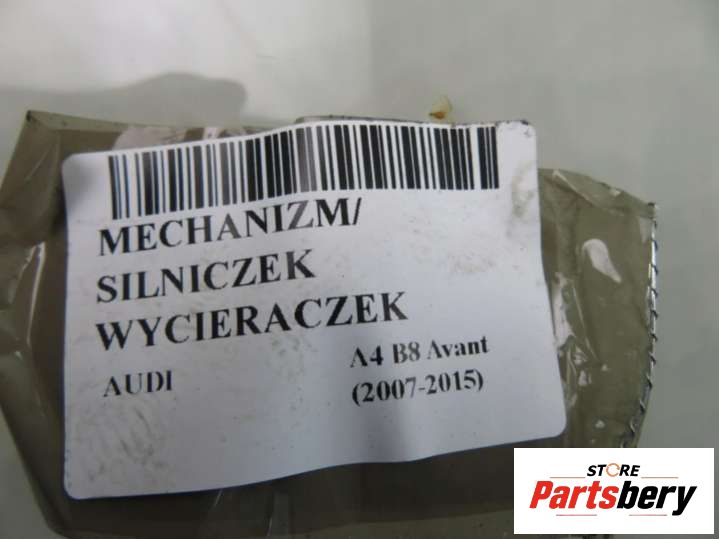 MECHANIZM/
SILNICZEK
WYCIERACZEK
AUDI
A4 B8 Avant
(2007-2015)
STORE
Partsbery